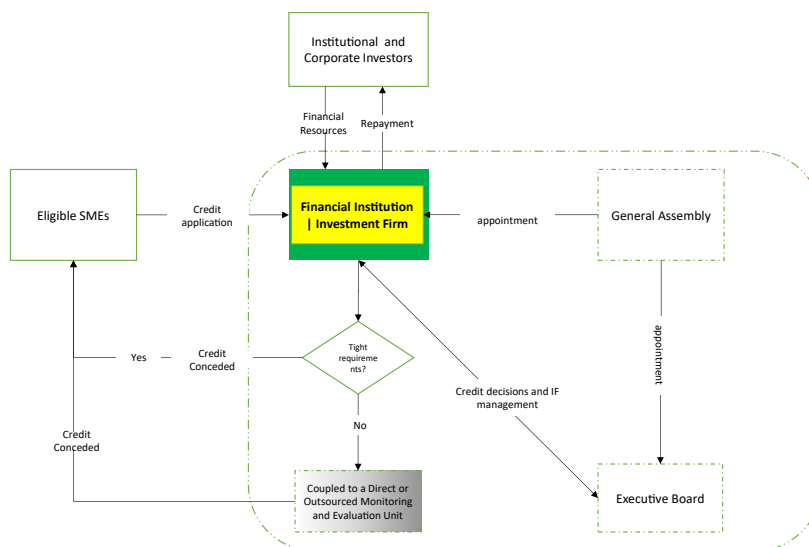 Institutional and
Corporate Investors
Financial
Resources
Repayment
Eligible SMEs
Credit
application
Financial Institution
| Investment Firm
appointment
General Assembly
Tight
requireme
nts?
Yes
Credit
Conceded
appointment
Credit decisions and IF
management
No
Credit
Conceded
Coupled to a Direct or
Outsourced Monitoring
and Evaluation Unit
Executive Board